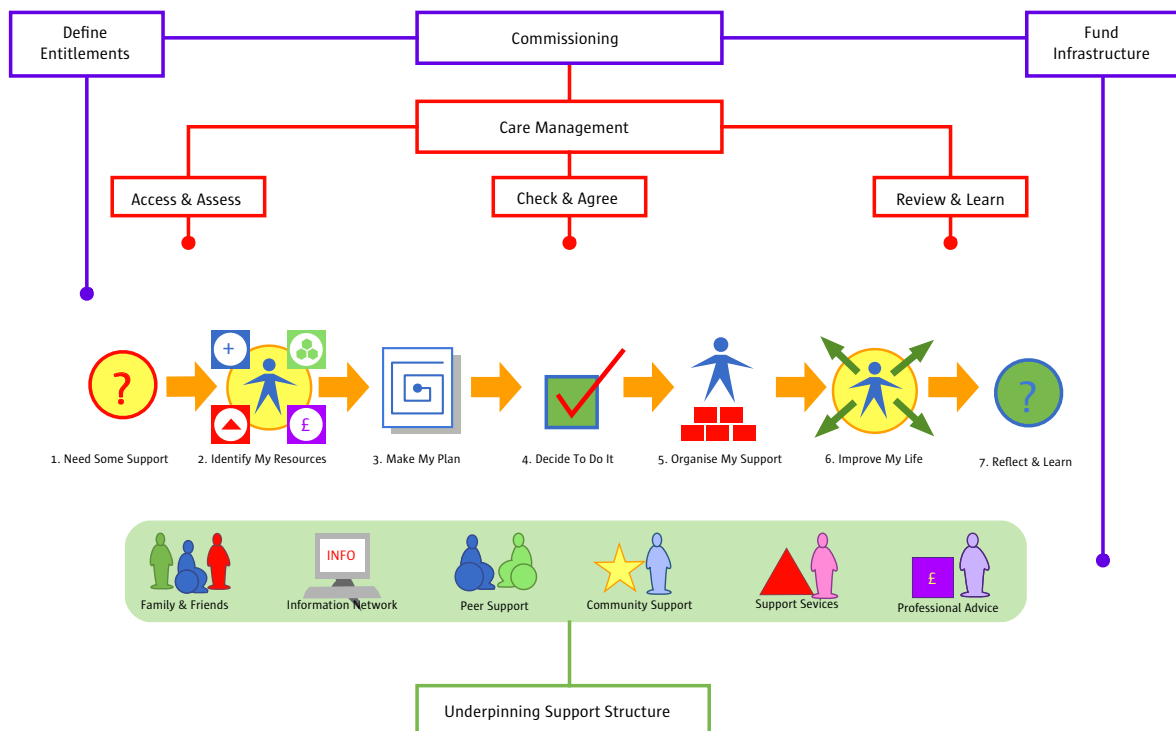 Define
Entitlements
Commissioning
Fund
Infrastructure
Care Management
Access & Assess
Check & Agree
Review & Learn
?
+
£
?
1. Need Some Support
2. Identify My Resources
3. Make My Plan
4. Decide To Do It
5. Organise My Support
6. Improve My Life
7. Reflect & Learn
INFO
£
Family & Friends
Information Network
Peer Support
Community Support
Support Sevices
Professional Advice
Underpinning Support Structure